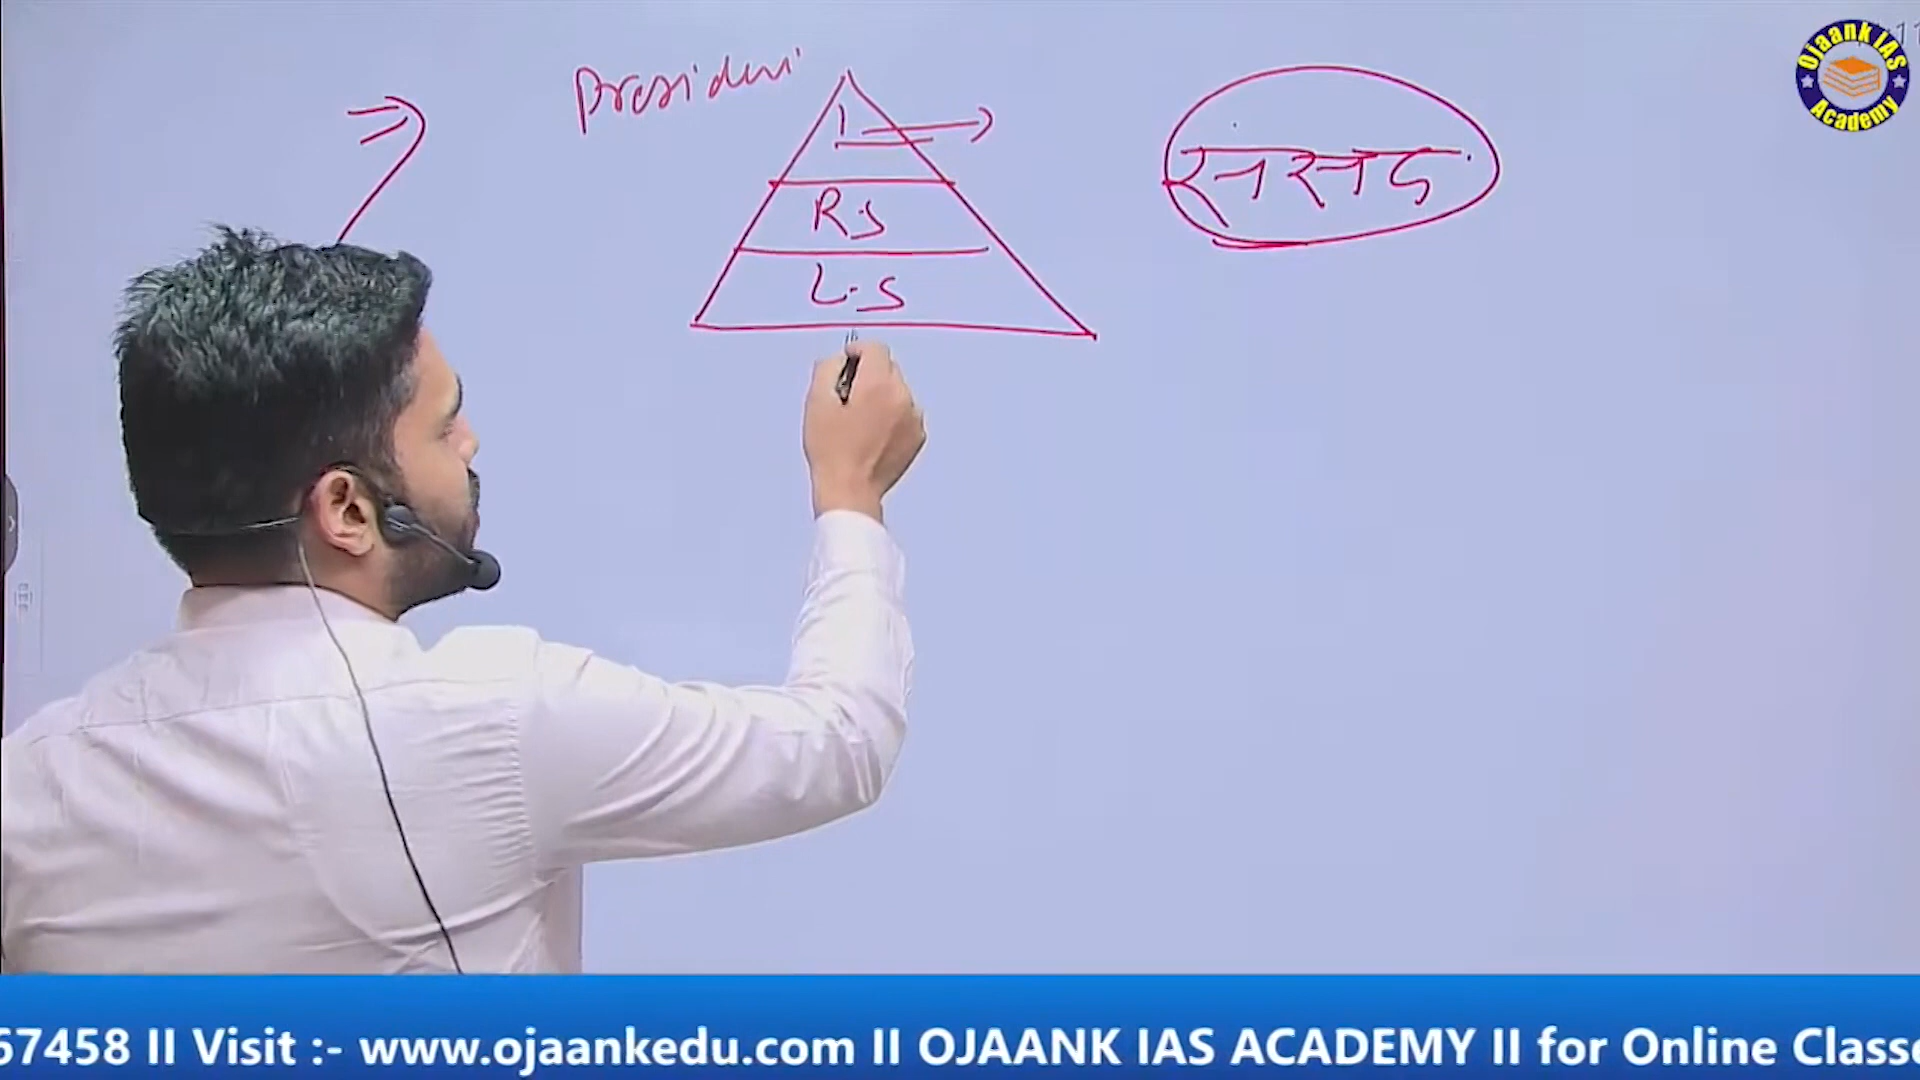 President
1
R.S
L.S
संसद
Ojaank IAS
Academy
67458 II Visit :- www.ojaankedu.com II OJAANK IAS ACADEMY II for Online Classe